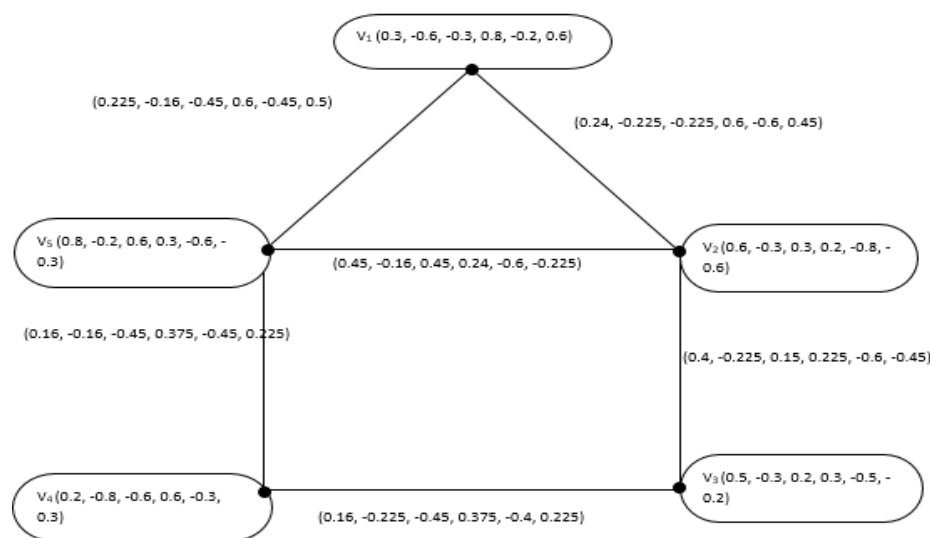 V₁ (0.3, -0.6, -0.3, 0.8, -0.2, 0.6)
(0.225, -0.16, -0.45, 0.6, -0.45, 0.5)
(0.24, -0.225, -0.225, 0.6, -0.6, 0.45)
V₅ (0.8, -0.2, 0.6, 0.3, -0.6, -
0.3)
(0.45, -0.16, 0.45, 0.24, -0.6, -0.225)
V₂ (0.6, -0.3, 0.3, 0.2, -0.8, -
0.6)
(0.16, -0.16, -0.45, 0.375, -0.45, 0.225)
(0.4, -0.225, 0.15, 0.225, -0.6, -0.45)
V₄ (0.2, -0.8, -0.6, 0.6, -0.3,
0.3)
(0.16, -0.225, -0.45, 0.375, -0.4, 0.225)
V₃ (0.5, -0.3, 0.2, 0.3, -0.5, -
0.2)